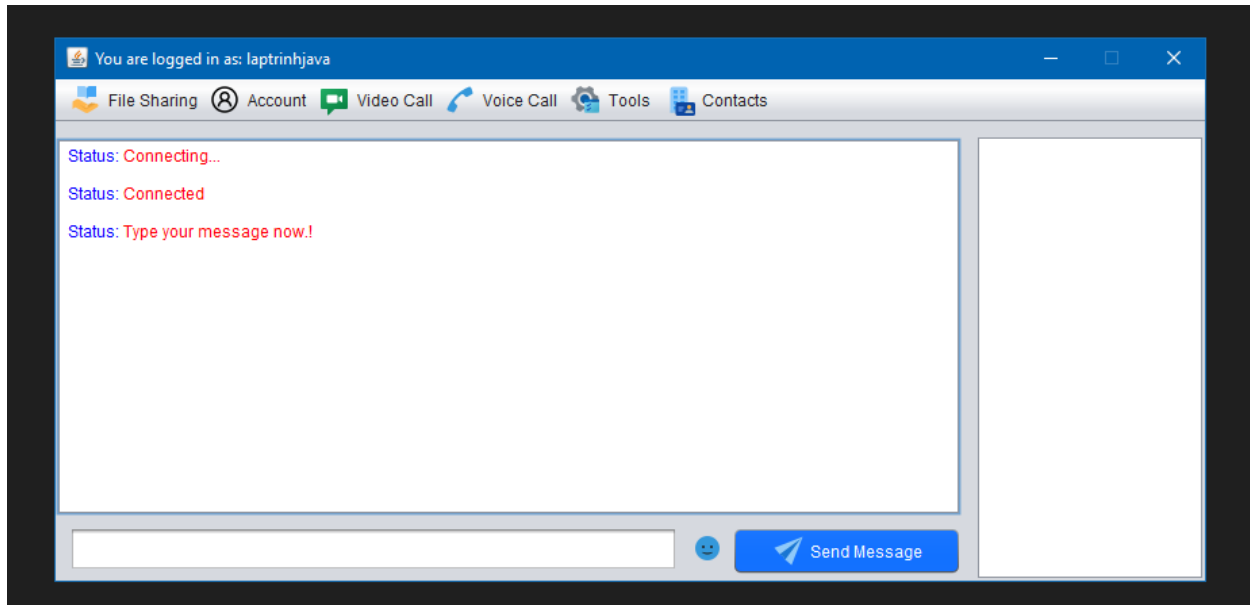 You are logged in as: laptrinhjava
File Sharing Account Video Call Voice Call Tools Contacts
Status: Connecting...
Status: Connected
Status: Type your message now.!
Send Message